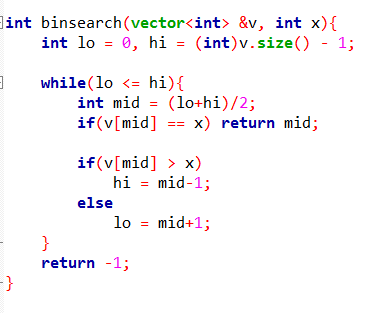 int binsearch(vector<int> &v, int x){
    int lo = 0, hi = (int)v.size() - 1;

    while(lo <= hi){
        int mid = (lo+hi)/2;
        if(v[mid] == x) return mid;

        if(v[mid] > x)
            hi = mid-1;
        else
            lo = mid+1;
    }
    return -1;
}